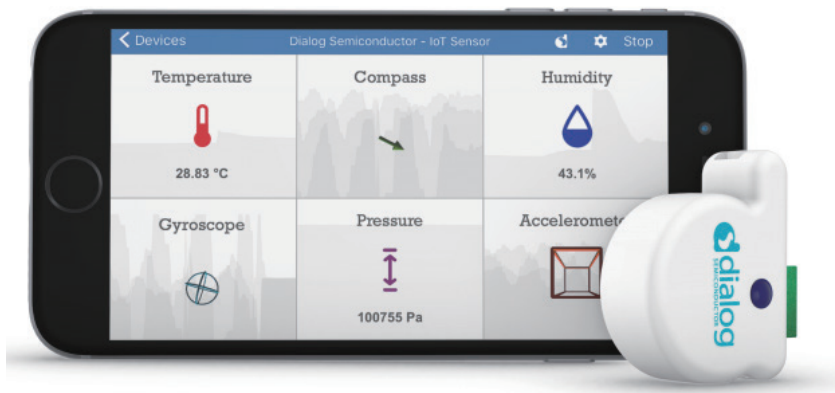 Devices
Dialog Semiconductor - IoT Sensor
Stop
Temperature
Compass
Humidity
28.83 °C
43.1%
Gyroscope
Pressure
Acceleromete
100755 Pa
dialog
SEMICONDUCTOR